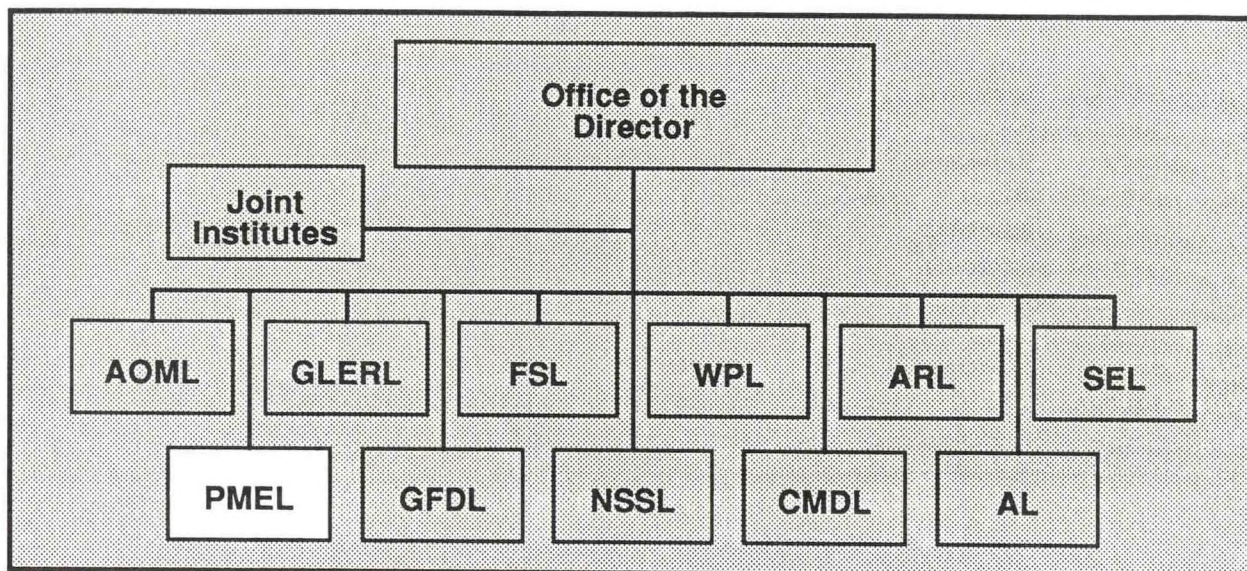 Office of the
Director
Joint
Institutes
AOML
GLERL
FSL
WPL
ARL
SEL
PMEL
GFDL
NSSL
CMDL
AL